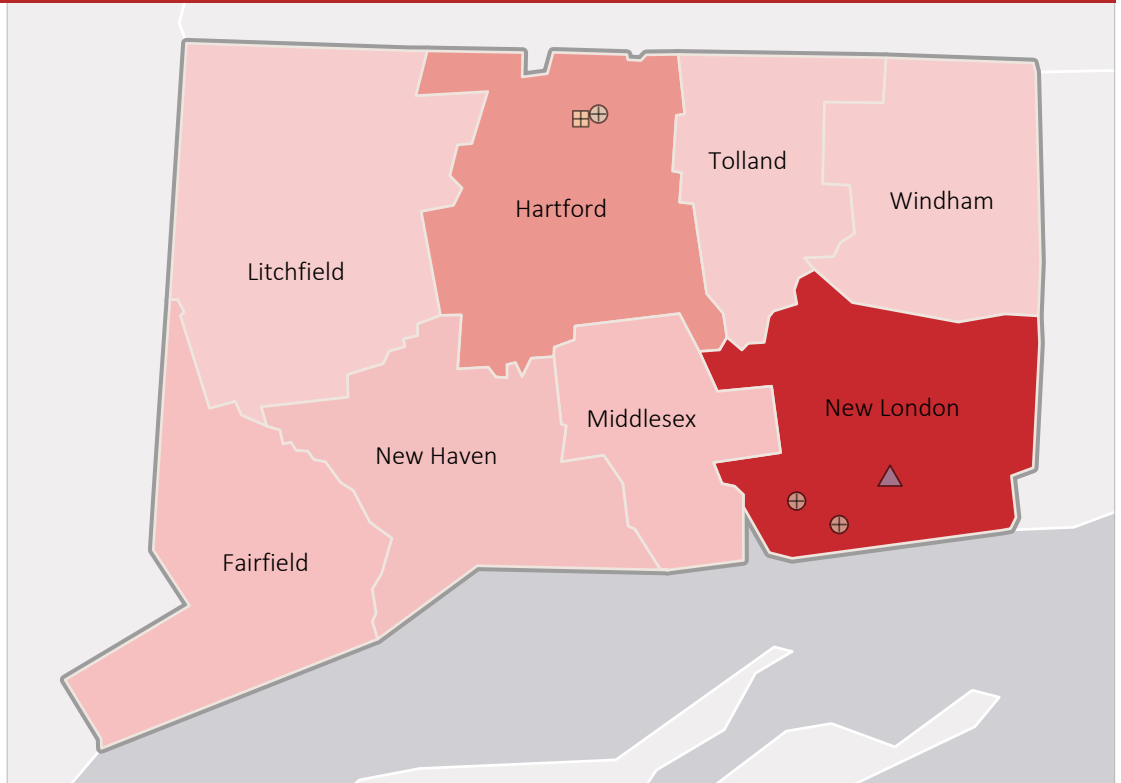 Tolland
Windham
Hartford
Litchfield
New London
Middlesex
New Haven
Fairfield